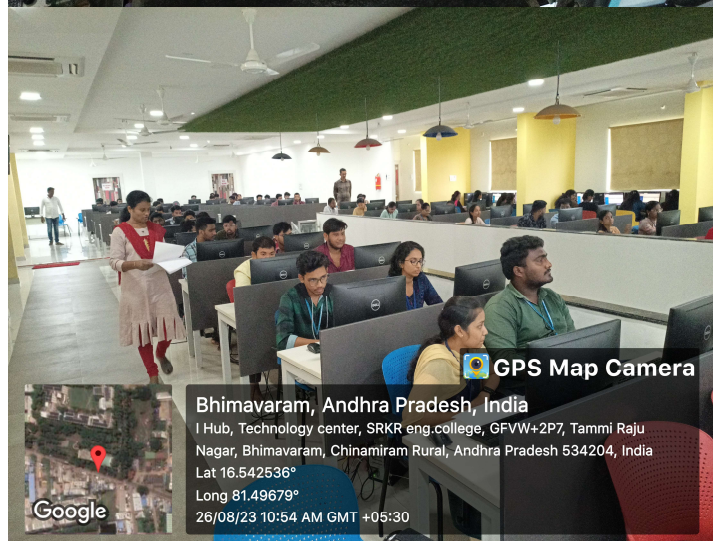 GPS Map Camera
Bhimavaram, Andhra Pradesh, India
I Hub, Technology center, SRKR eng.college, GFVW+2P7, Tammi Raju
Nagar, Bhimavaram, Chinamiram Rural, Andhra Pradesh 534204, India
Lat 16.542536°
Long 81.49679°
26/08/23 10:54 AM GMT +05:30
Google